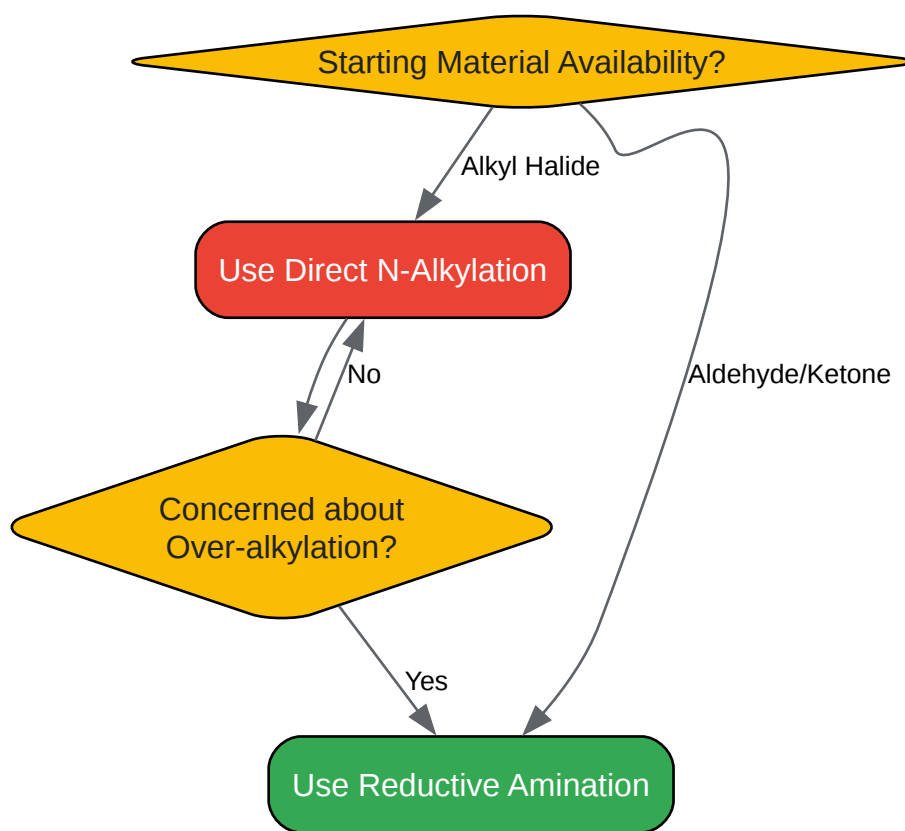 Starting Material Availability?
Alkyl Halide
Use Direct N-Alkylation
No
Aldehyde/Ketone
Concerned about
Over-alkylation?
Yes
Use Reductive Amination